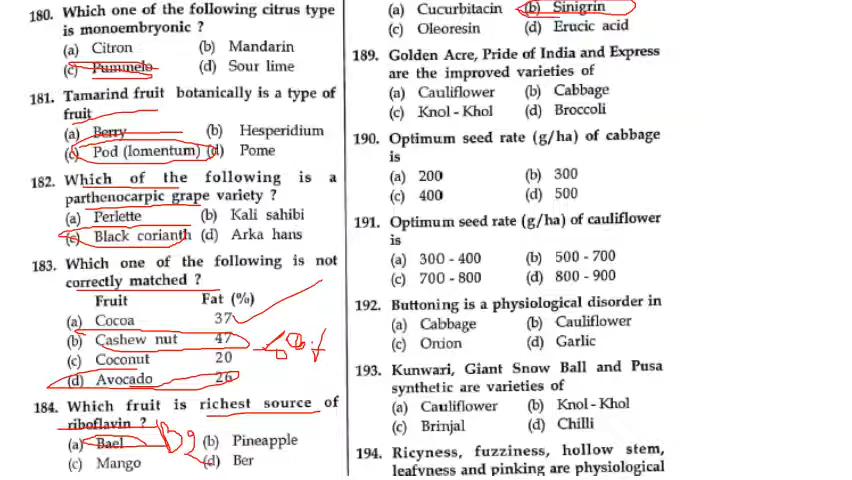 180. Which one of the following citrus type
is monoembryonic ?
(a) Citron (b) Mandarin
(c) Pummelo (d) Sour lime
181. Tamarind fruit botanically is a type of
fruit
(a) Berry (b) Hesperidium
(c) Pod (lomentum) (d) Pome
182. Which of the following is a
parthenocarpic grape variety ?
(a) Perlette (b) Kali sahibi
(c) Black corianth (d) Arka hans
183. Which one of the following is not
correctly matched ?
Fruit Fat (%)
(a) Cocoa 37
(b) Cashew nut 47
(c) Coconut 20
(d) Avocado 26
184. Which fruit is richest source of
riboflavin ?
(a) Bael (b) Pineapple
(c) Mango (d) Ber
(a) Cucurbitacin (b) Sinigrin
(c) Oleoresin (d) Erucic acid
189. Golden Acre, Pride of India and Express
are the improved varieties of
(a) Cauliflower (b) Cabbage
(c) Knol - Khol (d) Broccoli
190. Optimum seed rate (g/ha) of cabbage
is
(a) 200 (b) 300
(c) 400 (d) 500
191. Optimum seed rate (g/ha) of cauliflower
is
(a) 300 - 400 (b) 500 - 700
(c) 700 - 800 (d) 800 - 900
192. Buttoning is a physiological disorder in
(a) Cabbage (b) Cauliflower
(c) Onion (d) Garlic
193. Kunwari, Giant Snow Ball and Pusa
synthetic are varieties of
(a) Cauliflower (b) Knol - Khol
(c) Brinjal (d) Chilli
194. Ricyness, fuzziness, hollow stem,
leafyness and pinking are physiological